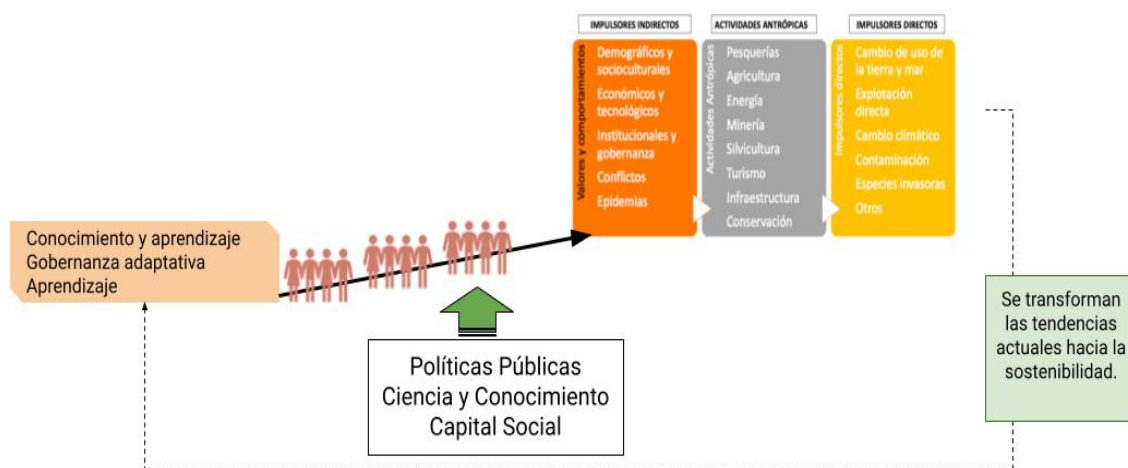 IMPULSORES INDIRECTOS
ACTIVIDADES ANTRÓPICAS
IMPULSORES DIRECTOS
Valores y comportamientos
Demográficos y
socioculturales
Económicos y
tecnológicos
Institucionales y
gobernanza
Conflictos
Epidemias
Actividades Antrópicas
Pesquerías
Agricultura
Energía
Minería
Silvicultura
Turismo
Infraestructura
Conservación
Impulsores directos
Cambio de uso de
la tierra y mar
Explotación
directa
Cambio climático
Contaminación
Especies invasoras
Otros
Conocimiento y aprendizaje
Gobernanza adaptativa
Aprendizaje
Políticas Públicas
Ciencia y Conocimiento
Capital Social
Se transforman
las tendencias
actuales hacia la
sostenibilidad.